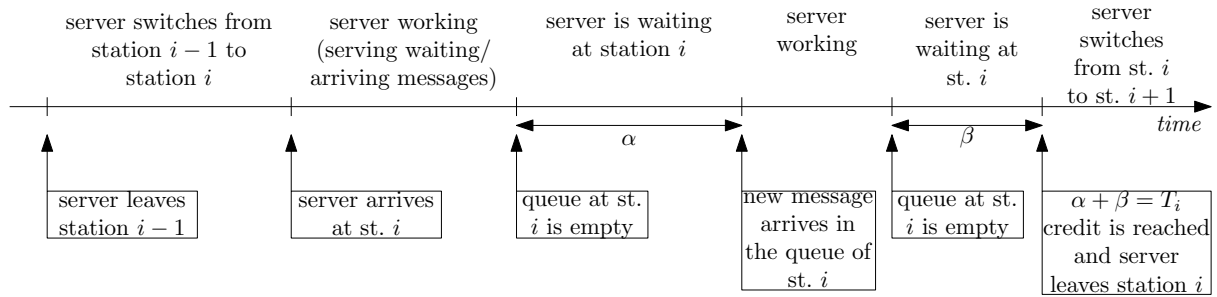 server switches from
station i − 1 to
station i
server working
(serving waiting/
arriving messages)
server is waiting
at station i
server
working
server is
waiting at
st. i
server
switches
from st. i
to st. i + 1
time
α
β
server leaves
station i − 1
server arrives
at st. i
queue at st.
i is empty
new message
arrives in
the queue of
st. i
queue at st.
i is empty
α + β = Tᵢ
credit is reached
and server
leaves station i